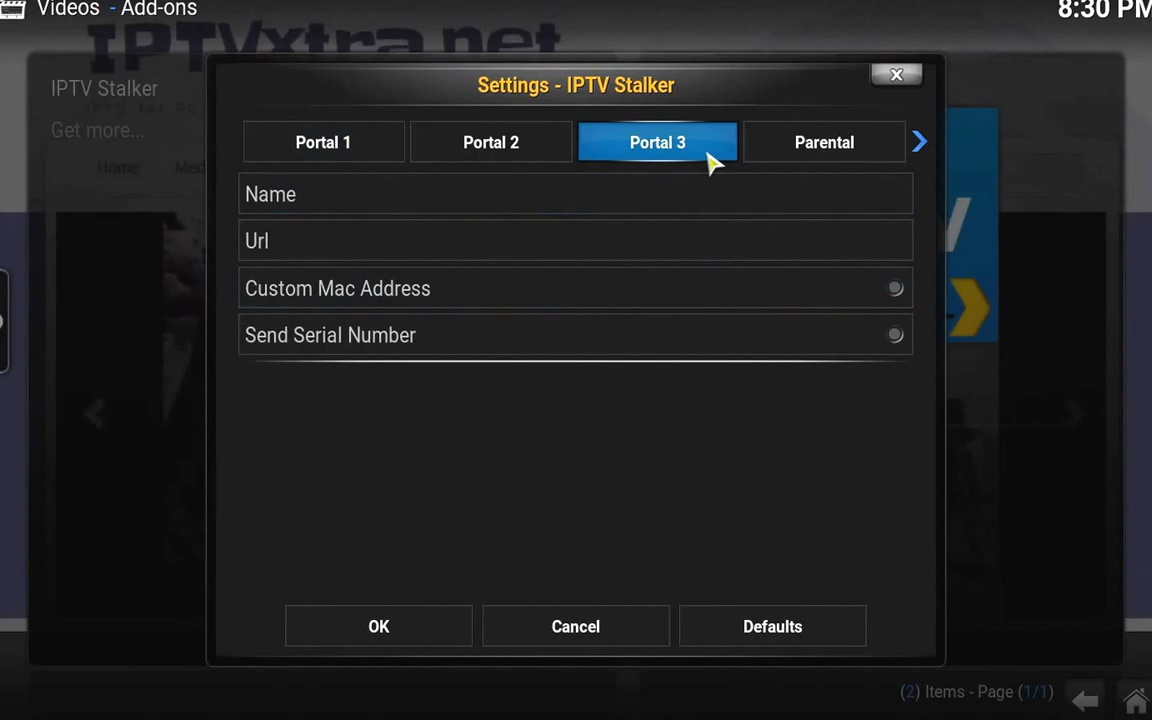 Videos - Add-ons
8:30 PM
IPTVxtra.net
IPTV Stalker
Get more...
Home
Settings - IPTV Stalker
x
Portal 1
Portal 2
Portal 3
Parental
Name
Url
Custom Mac Address
Send Serial Number
OK
Cancel
Defaults
(2) Items - Page (1/1)